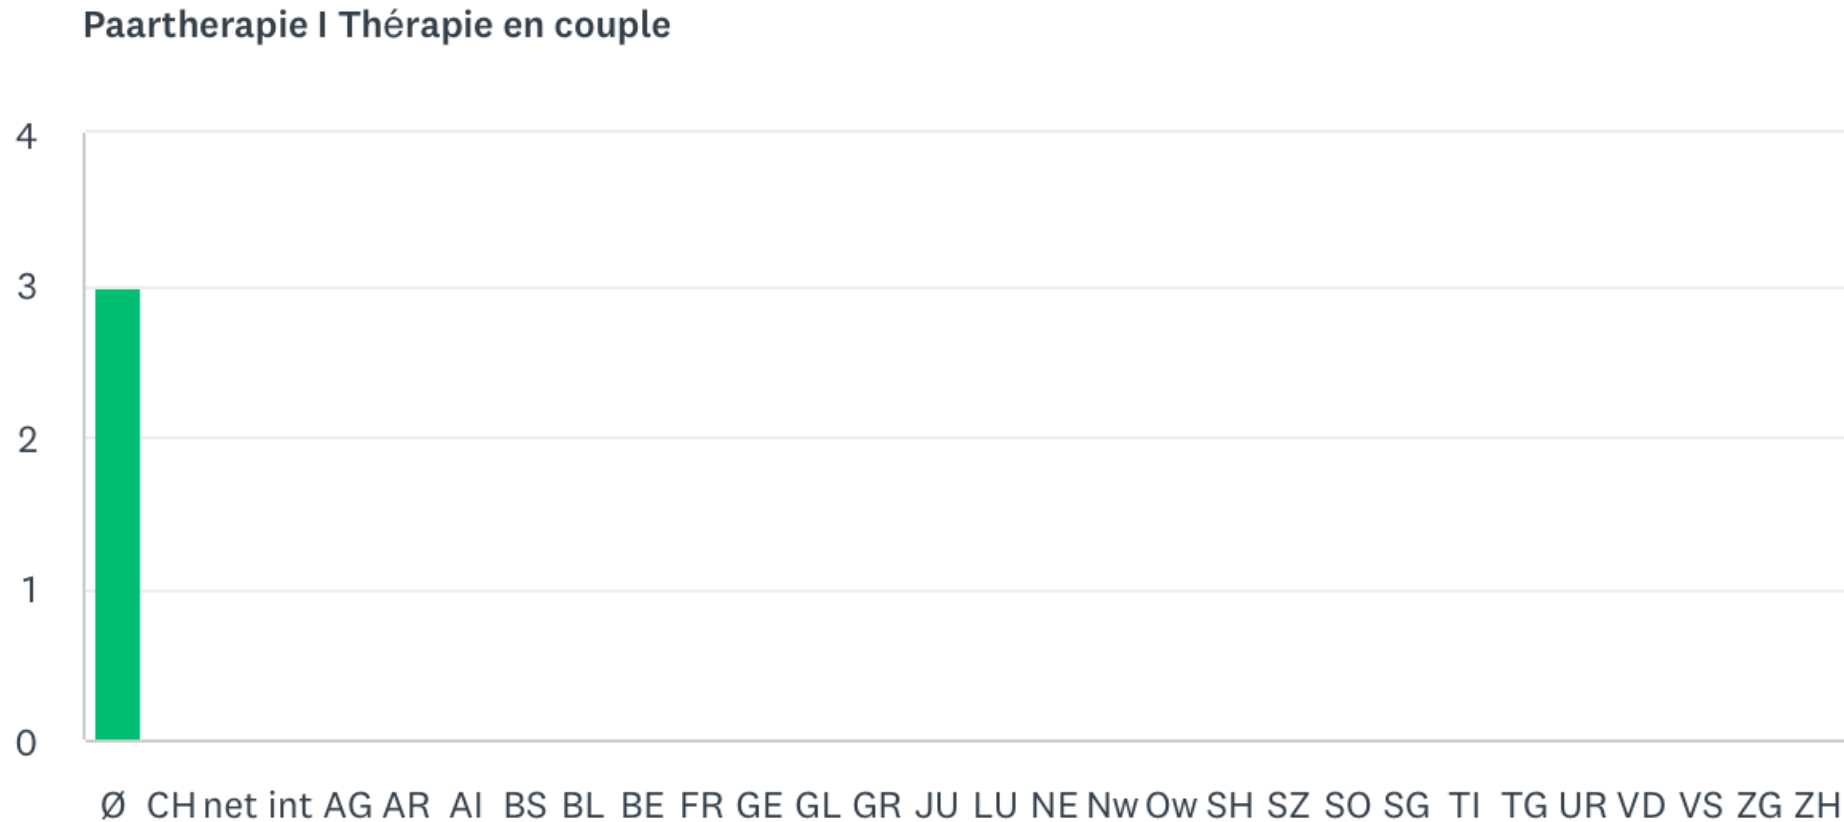 Paartherapie I Thérapie en couple
4
3
2
1
0
Ø CH net int AG AR AI BS BL BE FR GE GL GR JU LU NE Nw Ow SH SZ SO SG TI TG UR VD VS ZG ZH